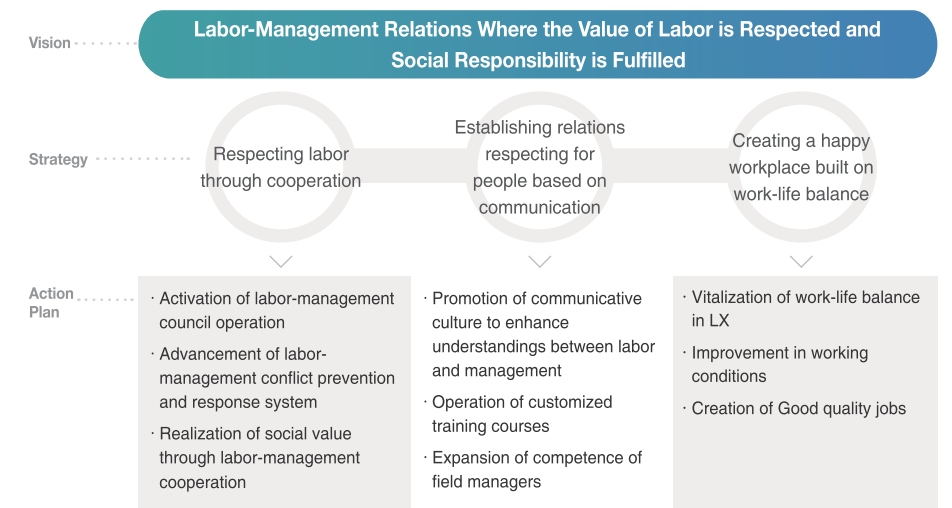 Vision
Labor-Management Relations Where the Value of Labor is Respected and
Social Responsibility is Fulfilled
Strategy
Respecting labor
through cooperation
Establishing relations
respecting for
people based on
communication
Creating a happy
workplace built on
work-life balance
Action
Plan
· Activation of labor-management
council operation
· Advancement of labor-
management conflict prevention
and response system
· Realization of social value
through labor-management
cooperation
· Promotion of communicative
culture to enhance
understandings between labor
and management
· Operation of customized
training courses
· Expansion of competence of
field managers
· Vitalization of work-life balance
in LX
· Improvement in working
conditions
· Creation of Good quality jobs